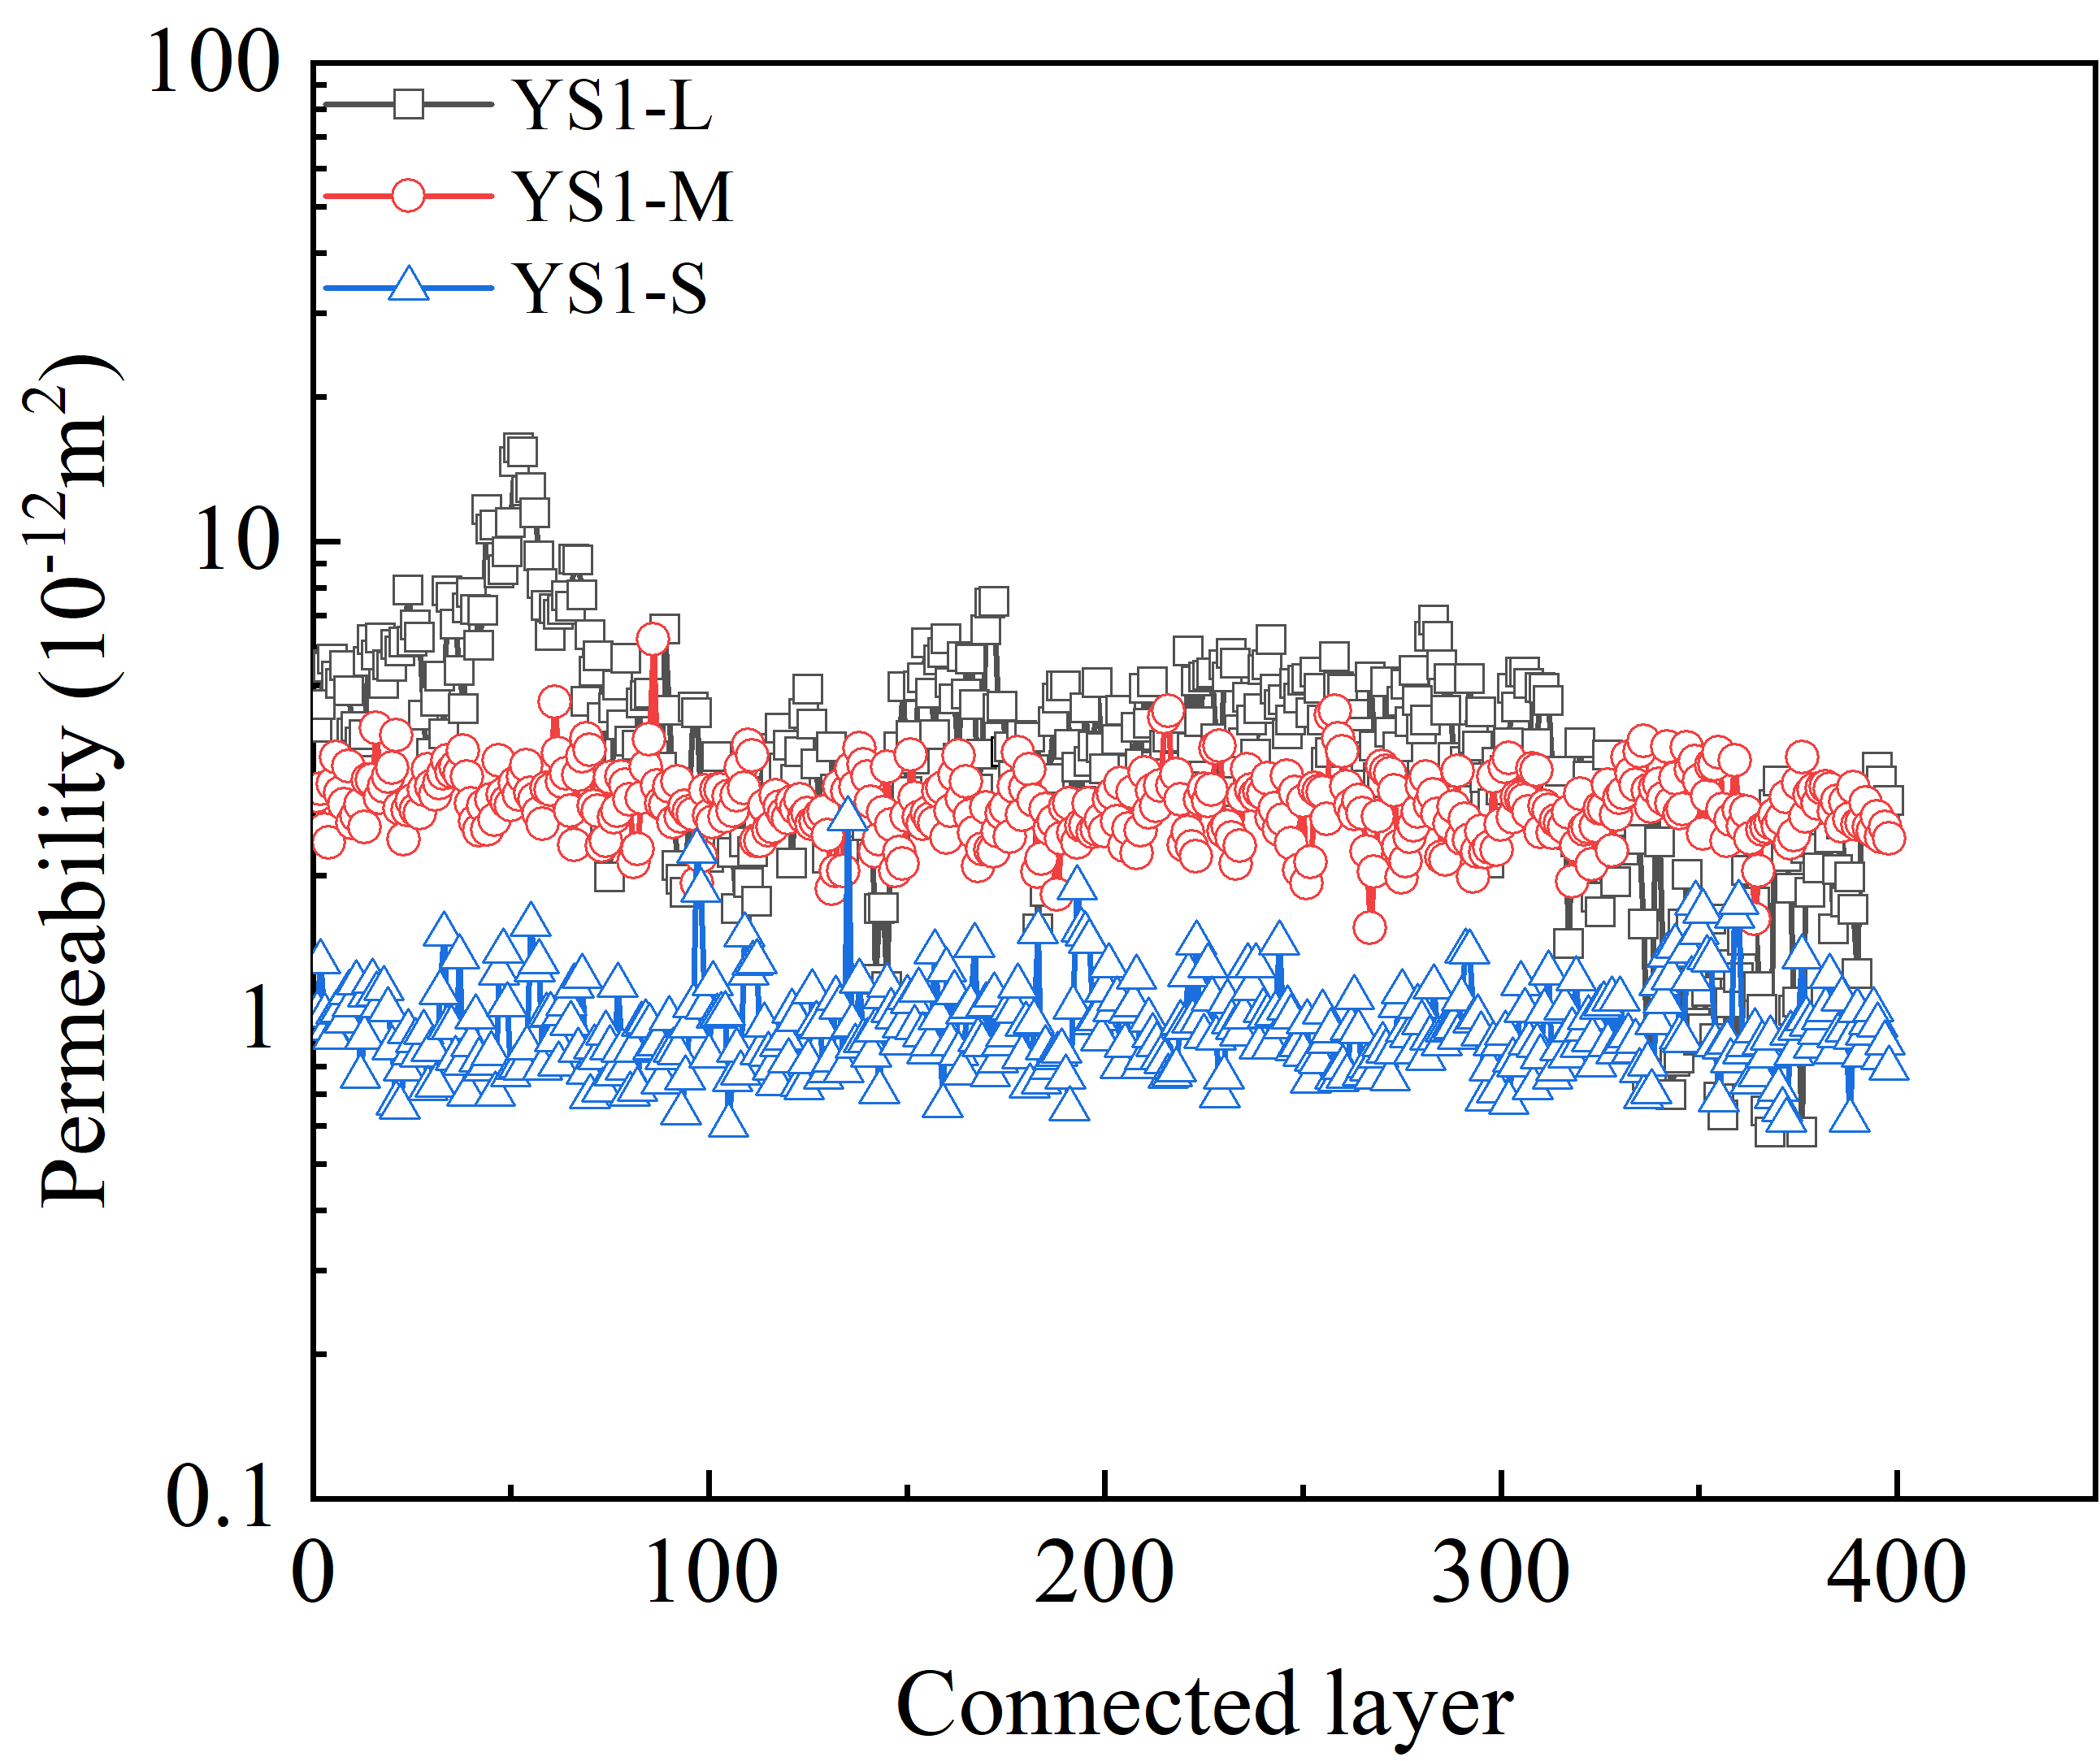 100
YS1-L
YS1-M
YS1-S
10
1
0.1
Permeability (10⁻¹²m²)
0 100 200 300 400
Connected layer